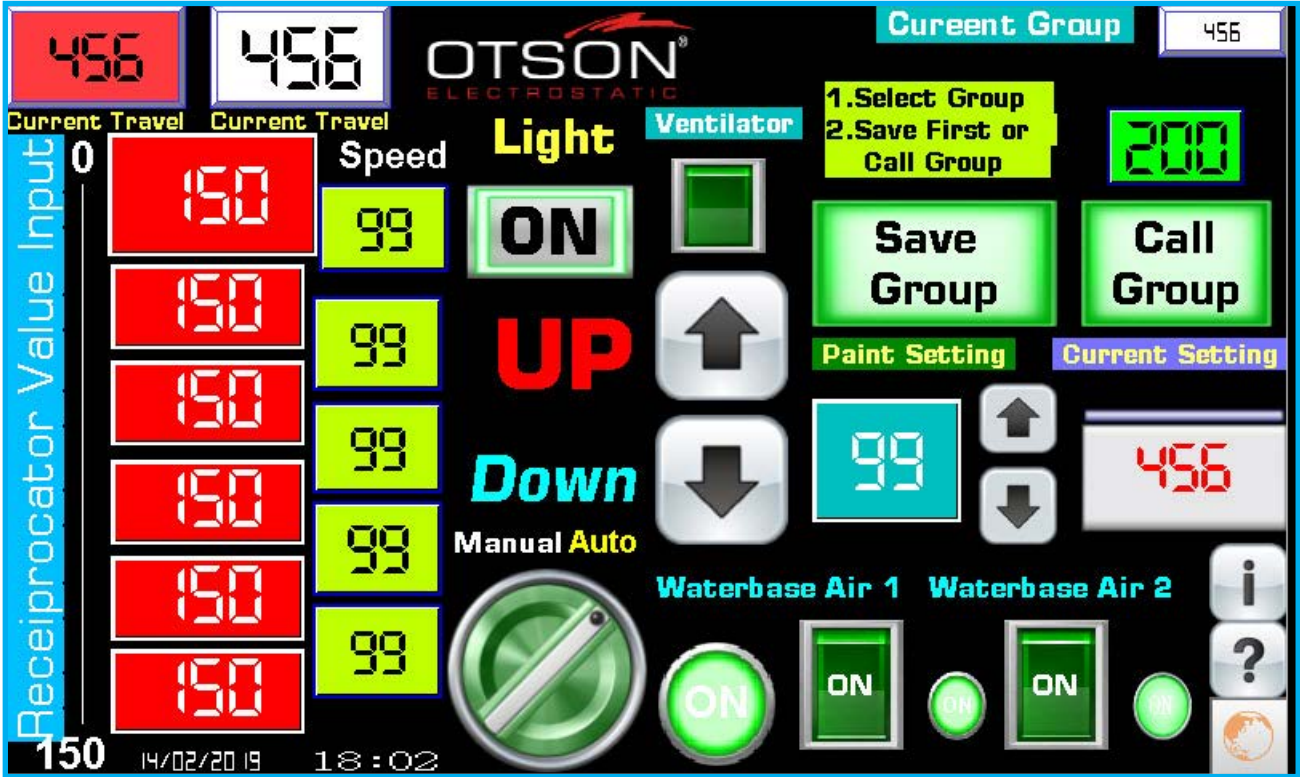 456
456
OTSON®
ELECTROSTATIC
Cureent Group
456
Current Travel
Current Travel
Receiprocator Value Input
0
150
150
150
150
150
150
150
Speed
99
99
99
99
99
Light
ON
UP
Down
Manual Auto
Ventilator
1.Select Group
2.Save First or
Call Group
200
Save
Group
Call
Group
Paint Setting
Current Setting
99
456
Waterbase Air 1
Waterbase Air 2
ON
ON
ON
ON
ON
i
?
14/02/2019
18:02